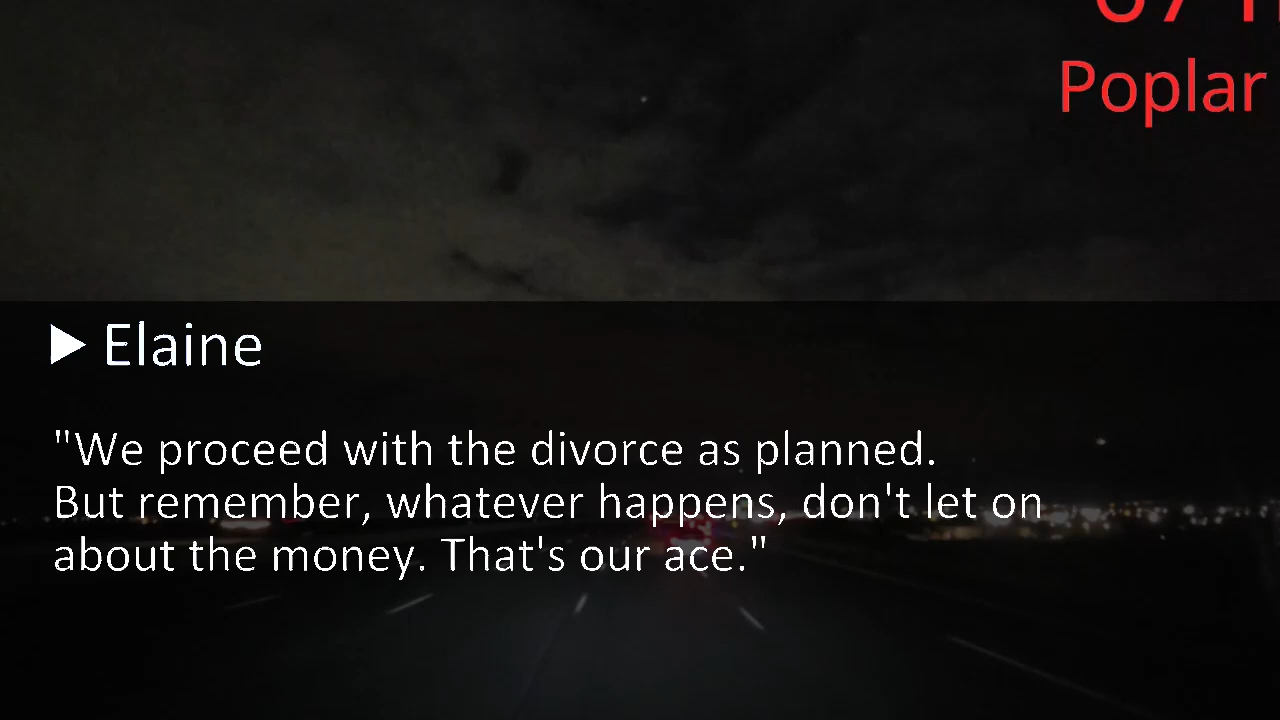 Poplar
▶ Elaine
"We proceed with the divorce as planned.
But remember, whatever happens, don't let on
about the money. That's our ace."